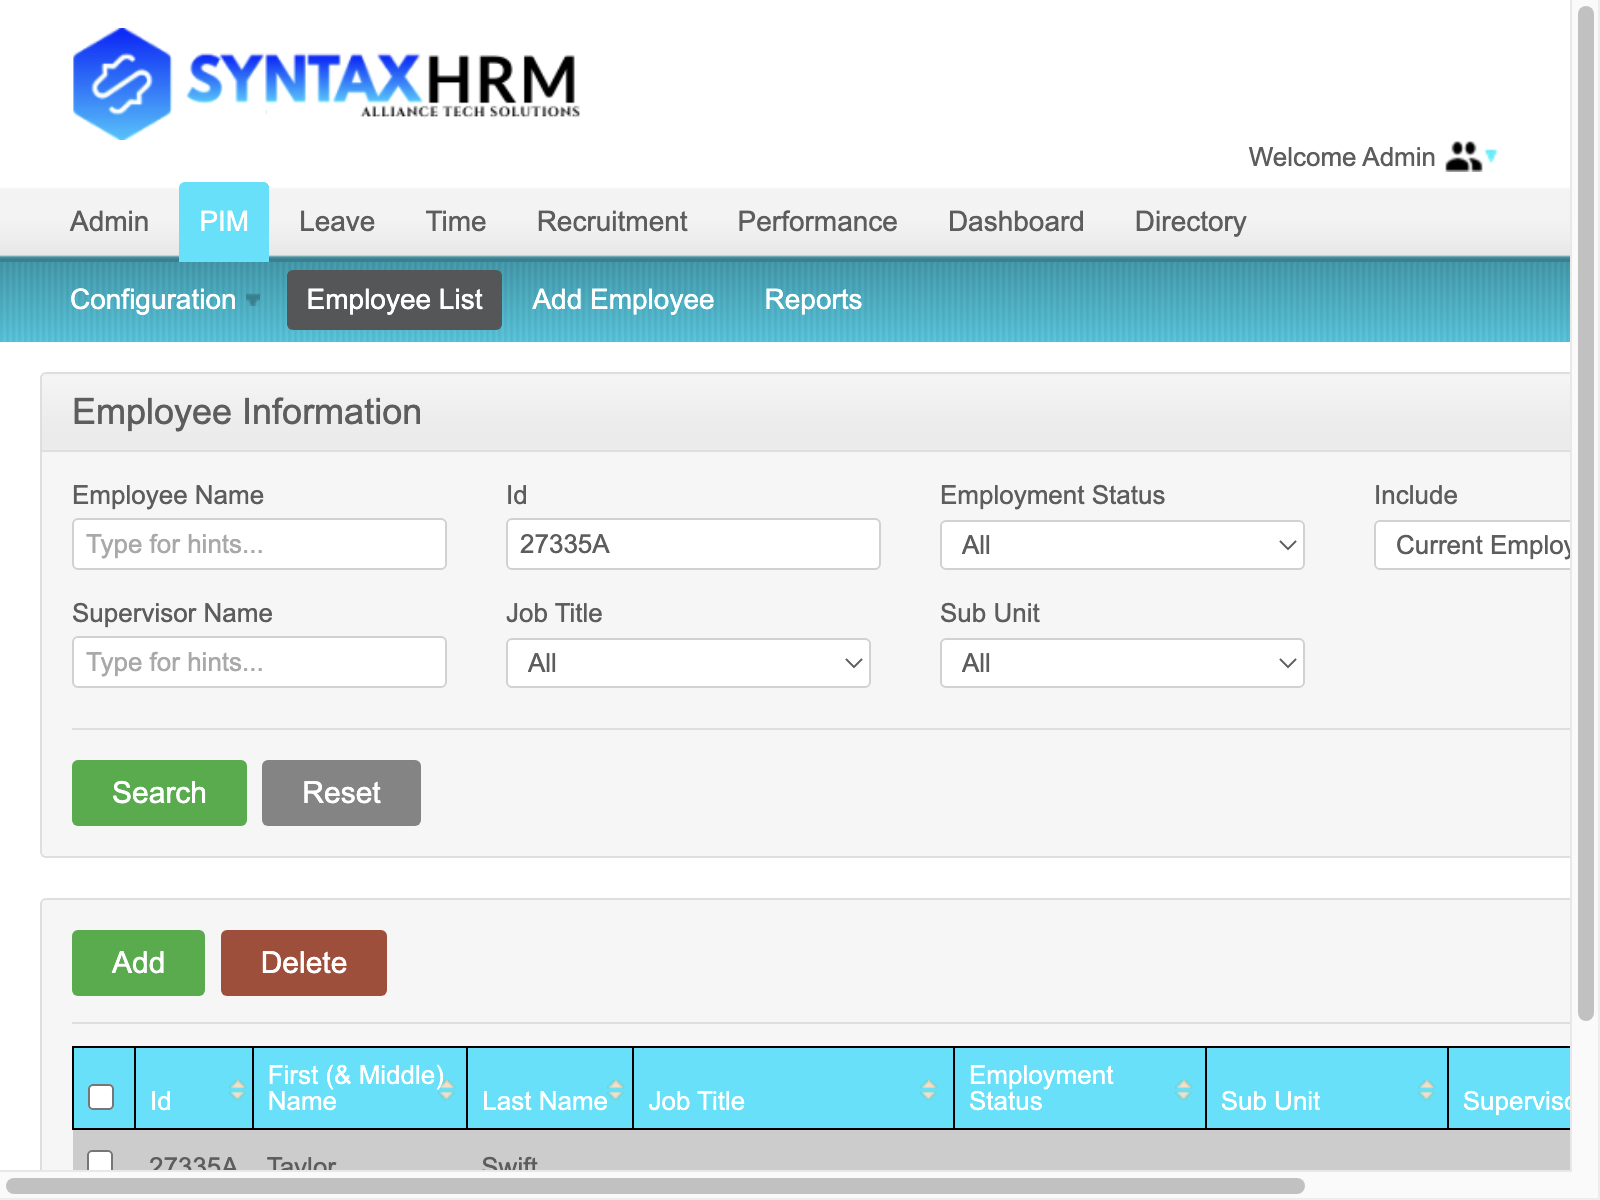 SYNTAXHRM
ALLIANCE TECH SOLUTIONS
Welcome Admin
Admin PIM Leave Time Recruitment Performance Dashboard Directory
Configuration Employee List Add Employee Reports
Employee Information
Employee Name Id Employment Status Include
Type for hints... 27335A All Current Employ
Supervisor Name Job Title Sub Unit
Type for hints... All All
Search Reset
Add Delete
Id First (& Middle) Name Last Name Job Title Employment Status Sub Unit Superviso
27335A Taylor Swift